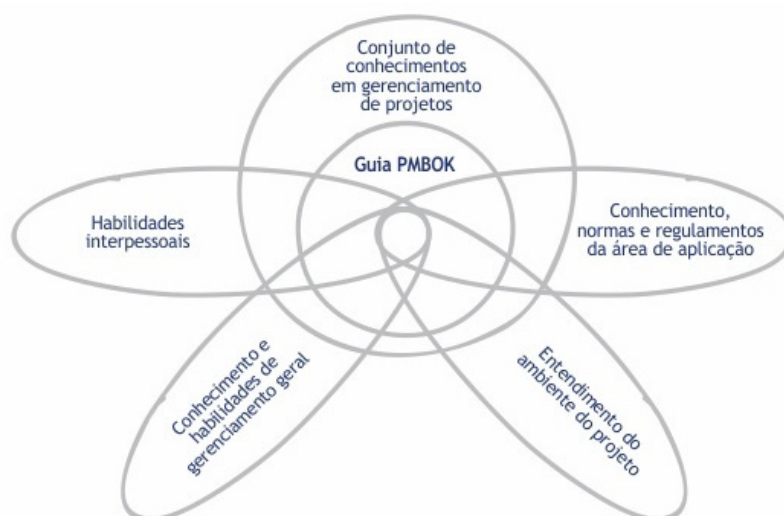 Conjunto de
conhecimentos
em gerenciamento
de projetos
Guia PMBOK
Habilidades
interpessoais
Conhecimento,
normas e regulamentos
da área de aplicação
Conhecimento e
habilidades de
gerenciamento geral
Entendimento do
ambiente do projeto